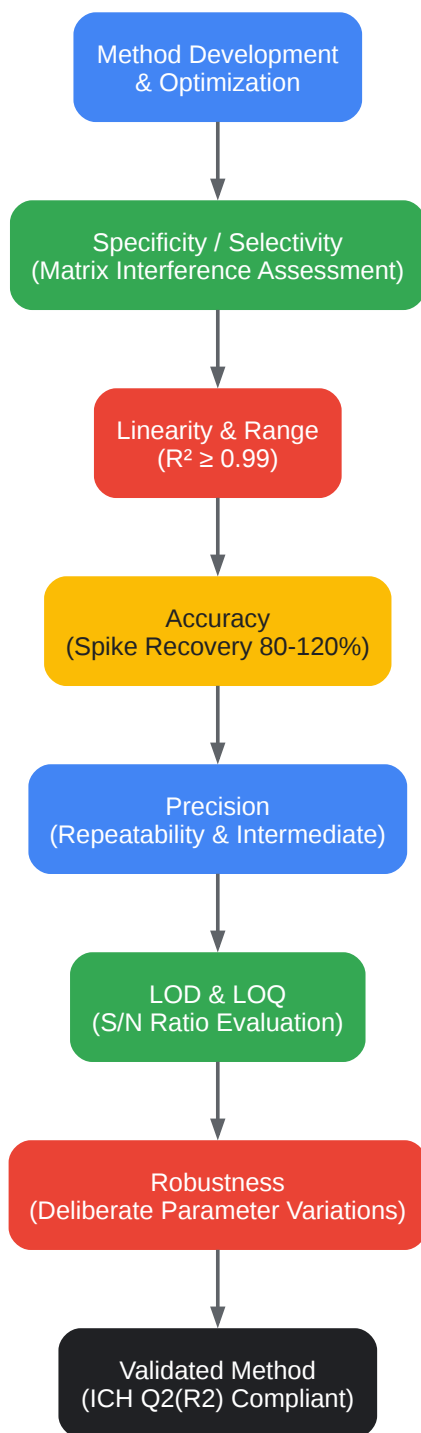 Method Development
& Optimization
Specificity / Selectivity
(Matrix Interference Assessment)
Linearity & Range
(R² ≥ 0.99)
Accuracy
(Spike Recovery 80-120%)
Precision
(Repeatability & Intermediate)
LOD & LOQ
(S/N Ratio Evaluation)
Robustness
(Deliberate Parameter Variations)
Validated Method
(ICH Q2(R2) Compliant)